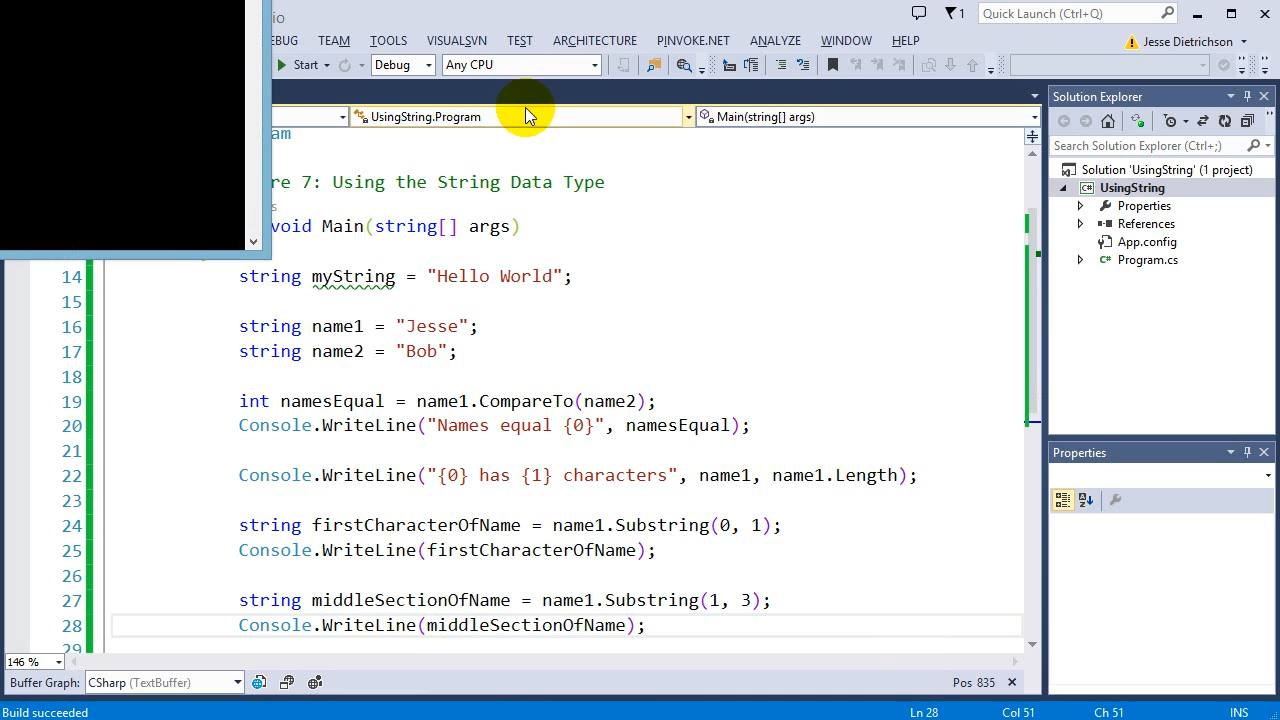 io
1
Quick Launch (Ctrl+Q)
EBUG TEAM TOOLS VISUALSVN TEST ARCHITECTURE PINVOKE.NET ANALYZE WINDOW HELP
Jesse Dietrichson
Start Debug Any CPU
UsingString.Program
Main(string[] args)
am
re 7: Using the String Data Type
s
void Main(string[] args)
14 string myString = "Hello World";
15
16 string name1 = "Jesse";
17 string name2 = "Bob";
18
19 int namesEqual = name1.CompareTo(name2);
20 Console.WriteLine("Names equal {0}", namesEqual);
21
22 Console.WriteLine("{0} has {1} characters", name1, name1.Length);
23
24 string firstCharacterOfName = name1.Substring(0, 1);
25 Console.WriteLine(firstCharacterOfName);
26
27 string middleSectionOfName = name1.Substring(1, 3);
28 Console.WriteLine(middleSectionOfName);
29
146 %
Buffer Graph: CSharp (TextBuffer)
Pos 835
Solution Explorer
Search Solution Explorer (Ctrl+;)
Solution 'UsingString' (1 project)
C# UsingString
Properties
References
App.config
C# Program.cs
Properties
Build succeeded
Ln 28 Col 51 Ch 51 INS